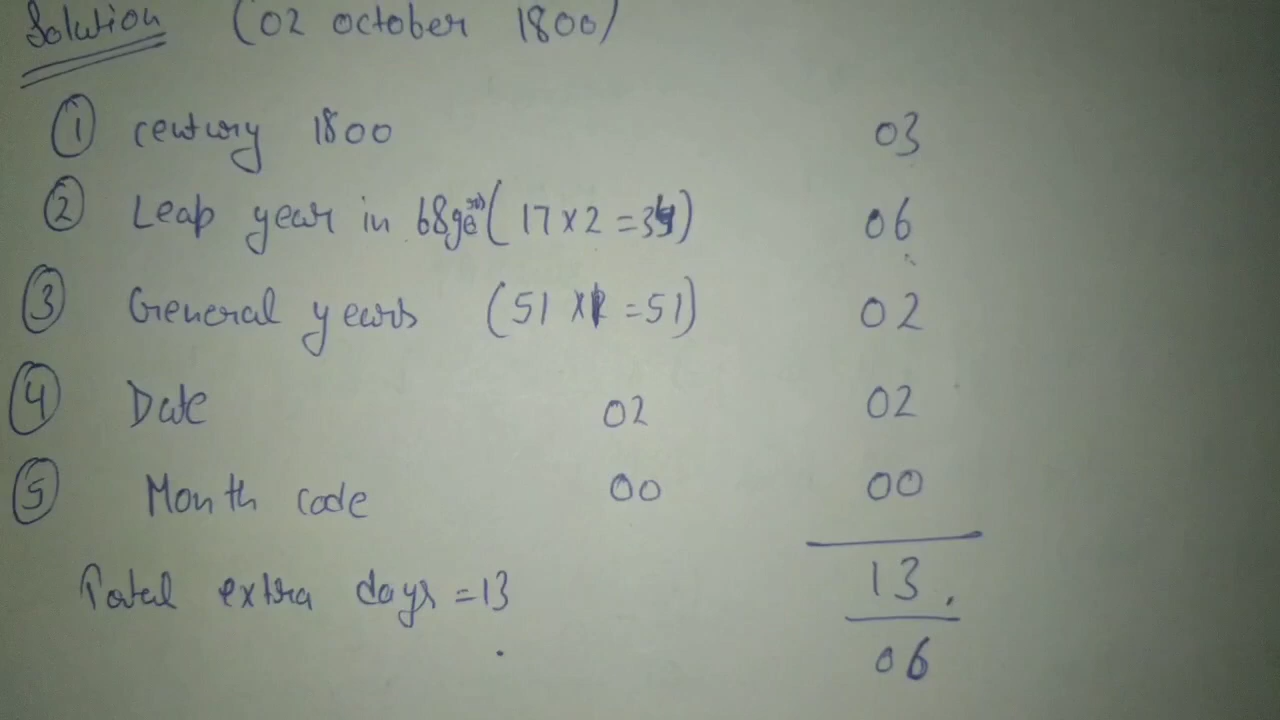 Solution (02 october 1800)
① century 1800 03
② Leap year in 68 (17×2=34) 06
③ General years (51×1=51) 02
④ Date 02 02
⑤ Month code 00 00
Total extra days = 13 13
06